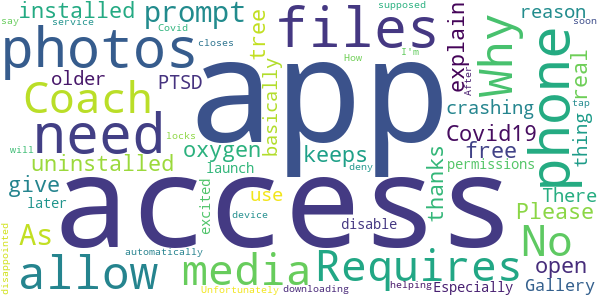 installed prompt files Why phone reason say service Covid supposed soon
photos closes tree explain How I'm After real
older PTSD app tap
Coach crashing
need basically Covid19 thing
uninstalled oxygen keeps free permissions There
will locks launch deny
give excited thanks Please
later use access
As device disable No
disappointed automatically Requires open
allow media Unfortunately downloading helping Especially Gallery